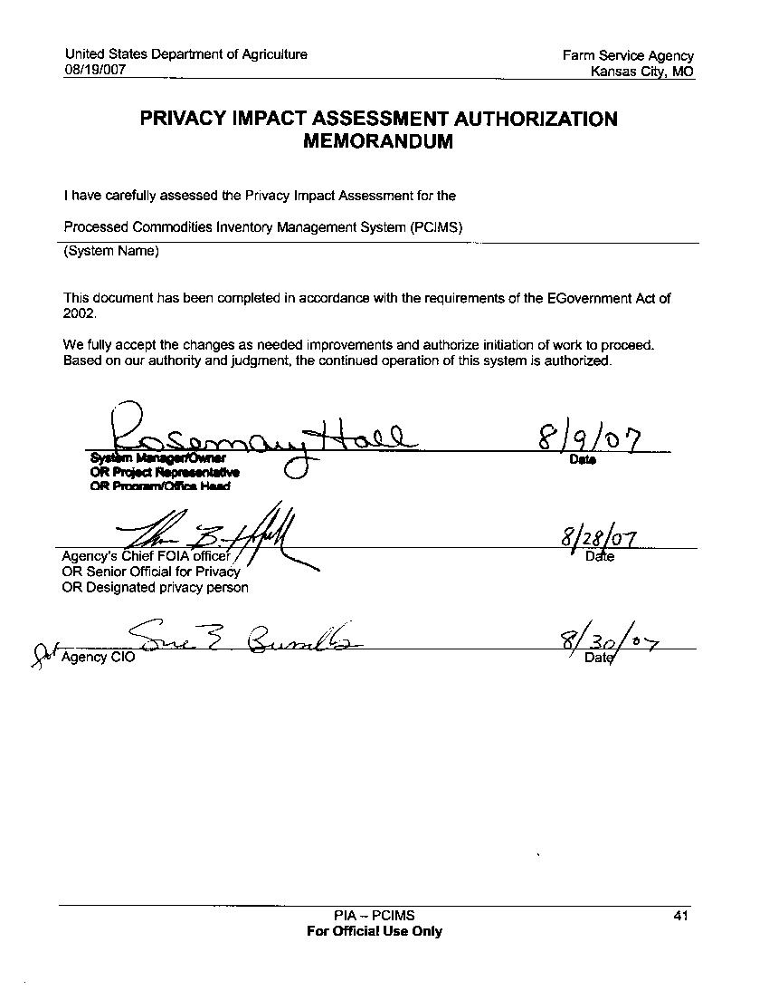 United States Department of Agriculture
Farm Service Agency
08/19/007
Kansas City, MO
PRIVACY IMPACT ASSESSMENT AUTHORIZATION
MEMORANDUM
I have carefully assessed the Privacy Impact Assessment for the
Processed Commodities Inventory Management System (PCIMS)
(System Name)
This document has been completed in accordance with the requirements of the EGovernment Act of
2002.
We fully accept the changes as needed improvements and authorize initiation of work to proceed.
Based on our authority and judgment, the continued operation of this system is authorized.
Rosemary Hall
8/9/07
System Manager/Owner
Date
OR Project Representative
OR Program/Office Head
B.
8/28/07
Agency's Chief FOIA officer
Date
OR Senior Official for Privacy
OR Designated privacy person
Sue E
8/30/07
for Agency CIO
Date
PIA – PCIMS
41
For Official Use Only